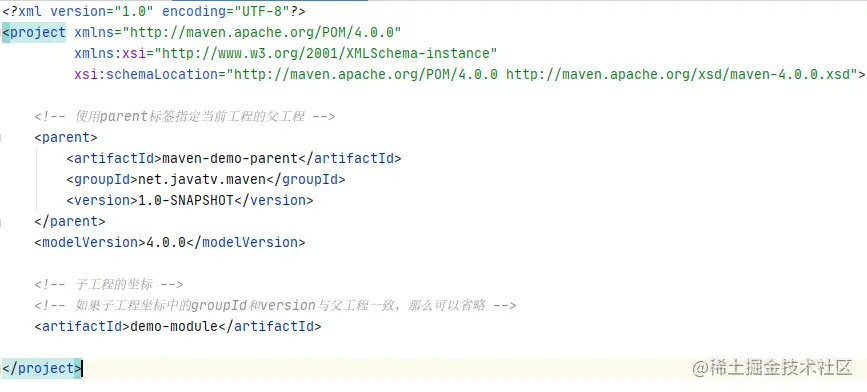 <?xml version="1.0" encoding="UTF-8"?>
<project xmlns="http://maven.apache.org/POM/4.0.0"
xmlns:xsi="http://www.w3.org/2001/XMLSchema-instance"
xsi:schemaLocation="http://maven.apache.org/POM/4.0.0 http://maven.apache.org/xsd/maven-4.0.0.xsd">
<!-- 使用parent标签指定当前工程的父工程 -->
<parent>
<artifactId>maven-demo-parent</artifactId>
<groupId>net.javatv.maven</groupId>
<version>1.0-SNAPSHOT</version>
</parent>
<modelVersion>4.0.0</modelVersion>
<!-- 子工程的坐标 -->
<!-- 如果子工程坐标中的groupId和version与父工程一致，那么可以省略 -->
<artifactId>demo-module</artifactId>
</project>
@稀土掘金技术社区